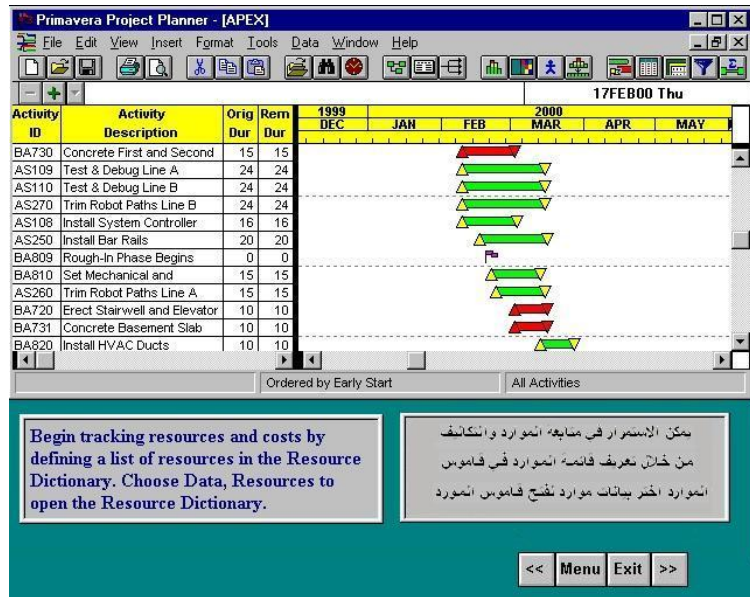 Primavera Project Planner - [APEX]
File Edit View Insert Format Tools Data Window Help
17FEB00 Thu
Activity ID Activity Description Orig Dur Rem Dur
1999 2000
DEC JAN FEB MAR APR MAY
BA730 Concrete First and Second 15 15
AS109 Test & Debug Line A 24 24
AS110 Test & Debug Line B 24 24
AS270 Trim Robot Paths Line B 24 24
AS108 Install System Controller 16 16
AS250 Install Bar Rails 20 20
BA809 Rough-In Phase Begins 0 0
BA810 Set Mechanical and 15 15
AS260 Trim Robot Paths Line A 15 15
BA720 Erect Stairwell and Elevator 10 10
BA731 Concrete Basement Slab 10 10
BA820 Install HVAC Ducts 10 10
Ordered by Early Start All Activities
Begin tracking resources and costs by
defining a list of resources in the Resource
Dictionary. Choose Data, Resources to
open the Resource Dictionary.
يمكن الاستمرار فى متابعه الموارد والتكاليف
من خلال تعريف قائمة الموارد فى قاموس
الموارد اختر بيانات موارد لفتح قاموس المورد
<< Menu Exit >>